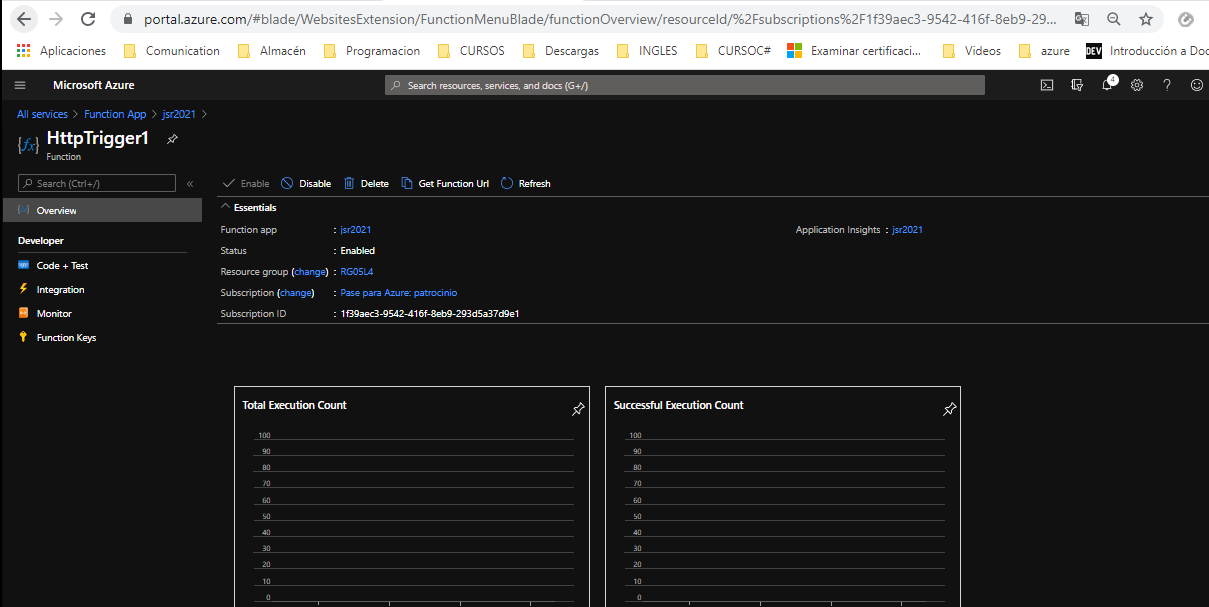 portal.azure.com/#blade/WebsitesExtension/FunctionMenuBlade/functionOverview/resourceId/%2Fsubscriptions%2F1f39aec3-9542-416f-8eb9-29...
Aplicaciones Comunication Almacén Programacion CURSOS Descargas INGLES CURSOC# Examinar certificaci... Videos azure DEV Introducción a Doc
Microsoft Azure
Search resources, services, and docs (G+/)
4
All services > Function App > jsr2021 >
{fx} HttpTrigger1
Function
Search (Ctrl+/) «
Enable Disable Delete Get Function Url Refresh
Overview
Developer
Code + Test
Integration
Monitor
Function Keys
Essentials
Function app : jsr2021
Application Insights : jsr2021
Status : Enabled
Resource group (change) : RG05L4
Subscription (change) : Pase para Azure: patrocinio
Subscription ID : 1f39aec3-9542-416f-8eb9-293d5a37d9e1
Total Execution Count
100
90
80
70
60
50
40
30
20
10
0
Successful Execution Count
100
90
80
70
60
50
40
30
20
10
0